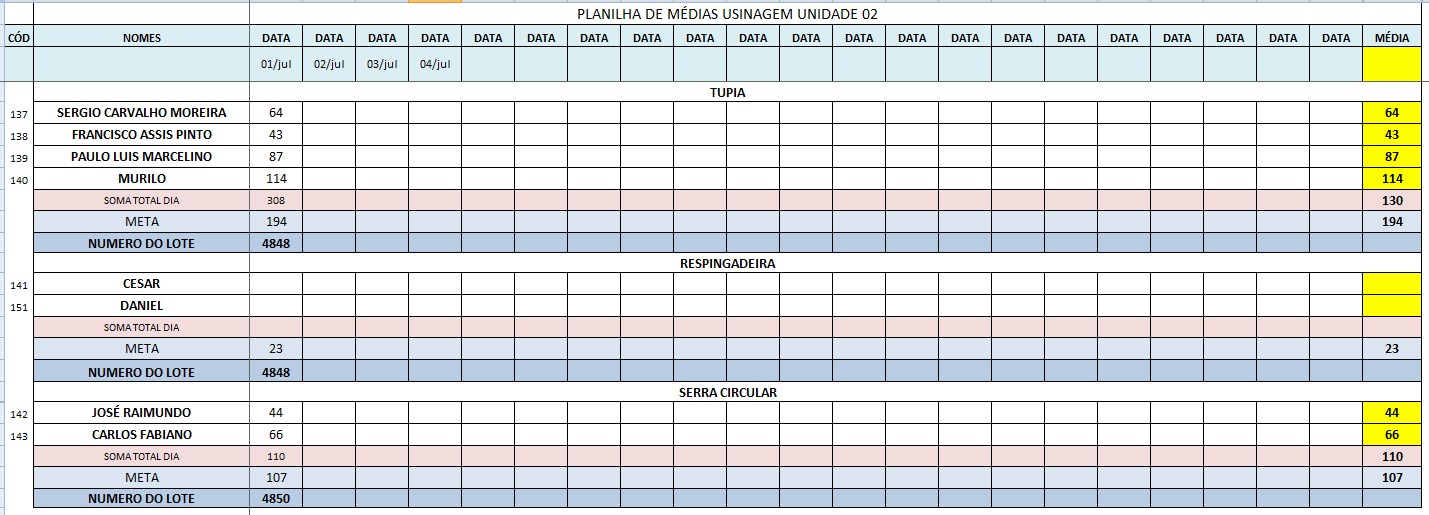 PLANILHA DE MÉDIAS USINAGEM UNIDADE 02
CÓD NOMES DATA DATA DATA DATA DATA DATA DATA DATA DATA DATA DATA DATA DATA DATA DATA DATA DATA DATA DATA DATA DATA MÉDIA
01/jul 02/jul 03/jul 04/jul
TUPIA
137 SERGIO CARVALHO MOREIRA 64 64
138 FRANCISCO ASSIS PINTO 43 43
139 PAULO LUIS MARCELINO 87 87
140 MURILO 114 114
SOMA TOTAL DIA 308 130
META 194 194
NUMERO DO LOTE 4848
RESPINGADEIRA
141 CESAR
151 DANIEL
SOMA TOTAL DIA
META 23 23
NUMERO DO LOTE 4848
SERRA CIRCULAR
142 JOSÉ RAIMUNDO 44 44
143 CARLOS FABIANO 66 66
SOMA TOTAL DIA 110 110
META 107 107
NUMERO DO LOTE 4850